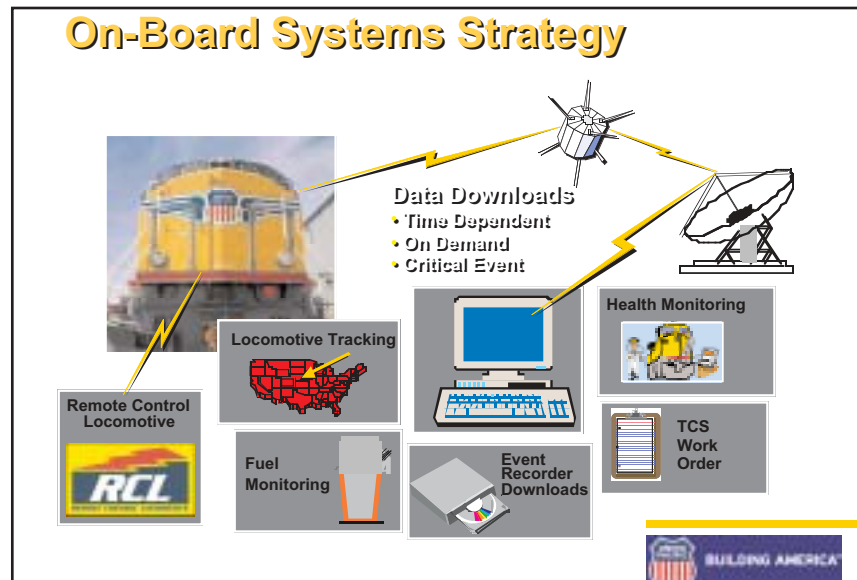 On-Board Systems Strategy
Data Downloads
• Time Dependent
• On Demand
• Critical Event
Health Monitoring
Locomotive Tracking
Remote Control
Locomotive
RCL
Fuel
Monitoring
Event
Recorder
Downloads
TCS
Work
Order
BUILDING AMERICA